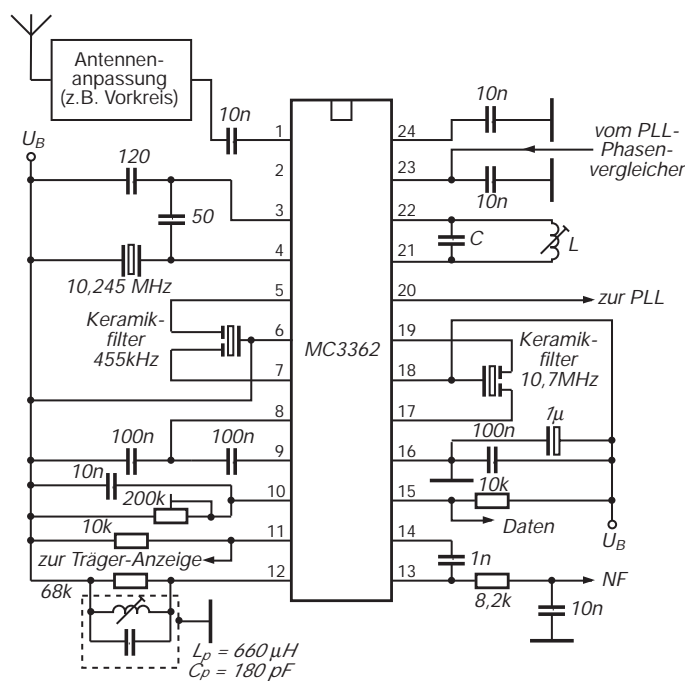 Antennen-
anpassung
(z.B. Vorkreis)
10n
U_B
120
50
10,245 MHz
Keramik-
filter
455kHz
100n
100n
10n
200k
10k
zur Träger-Anzeige
68k
L_p = 660 µH
C_p = 180 pF
1
2
3
4
5
6
7
8
9
10
11
12
MC3362
24
23
22
21
20
19
18
17
16
15
14
13
10n
vom PLL-
Phasen-
vergleicher
10n
C
L
zur PLL
Keramik-
filter
10,7MHz
1µ
100n
10k
Daten
U_B
1n
8,2k
NF
10n